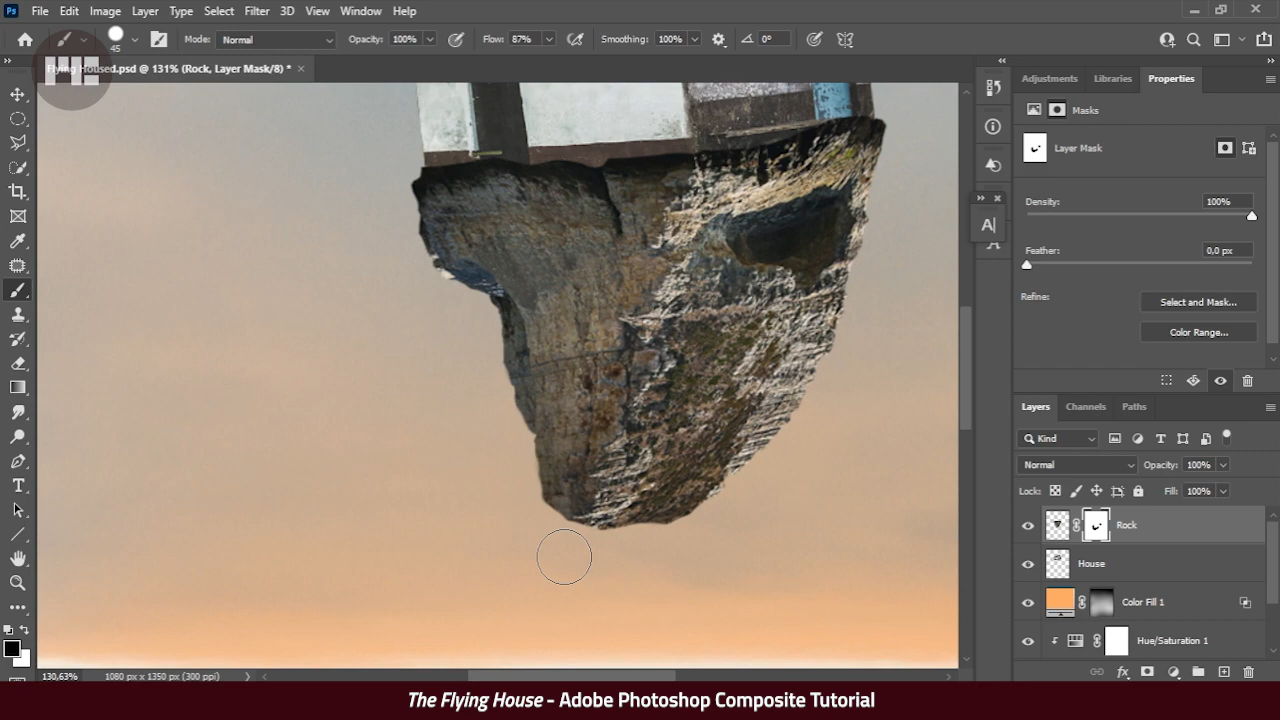 Ps File Edit Image Layer Type Select Filter 3D View Window Help
45 Mode: Normal Opacity: 100% Flow: 87% Smoothing: 100% 0°
Housed.psd @ 131% (Rock, Layer Mask/8) * ×
Adjustments Libraries Properties
Masks
Layer Mask
Density: 100%
A|
A
Feather: 0,0 px
Refine: Select and Mask...
Color Range...
Layers Channels Paths
Kind
Normal Opacity: 100%
Lock: Fill: 100%
Rock
House
Color Fill 1
Hue/Saturation 1
130,63% 1080 px x 1350 px (300 ppi)
The Flying House - Adobe Photoshop Composite Tutorial